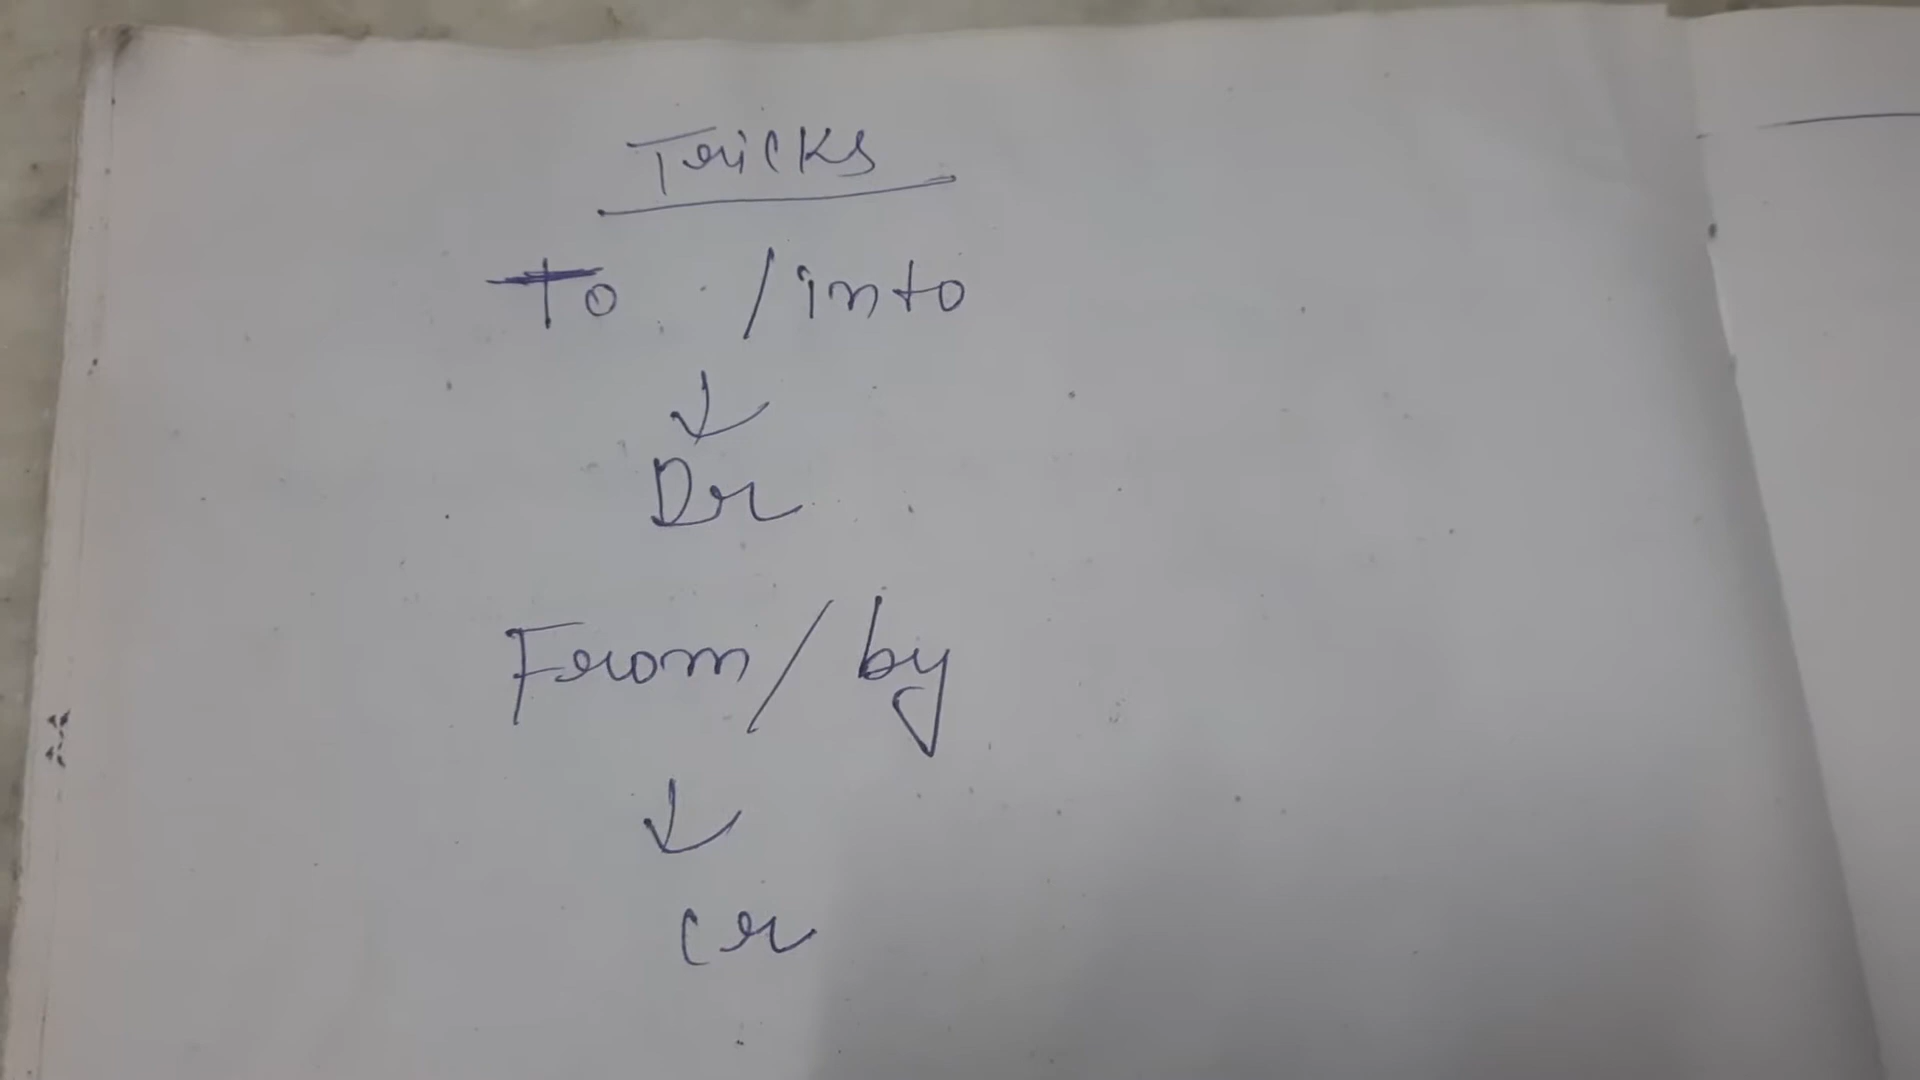 Tricks
To / into
↓
Dr
From / by
↓
Cr